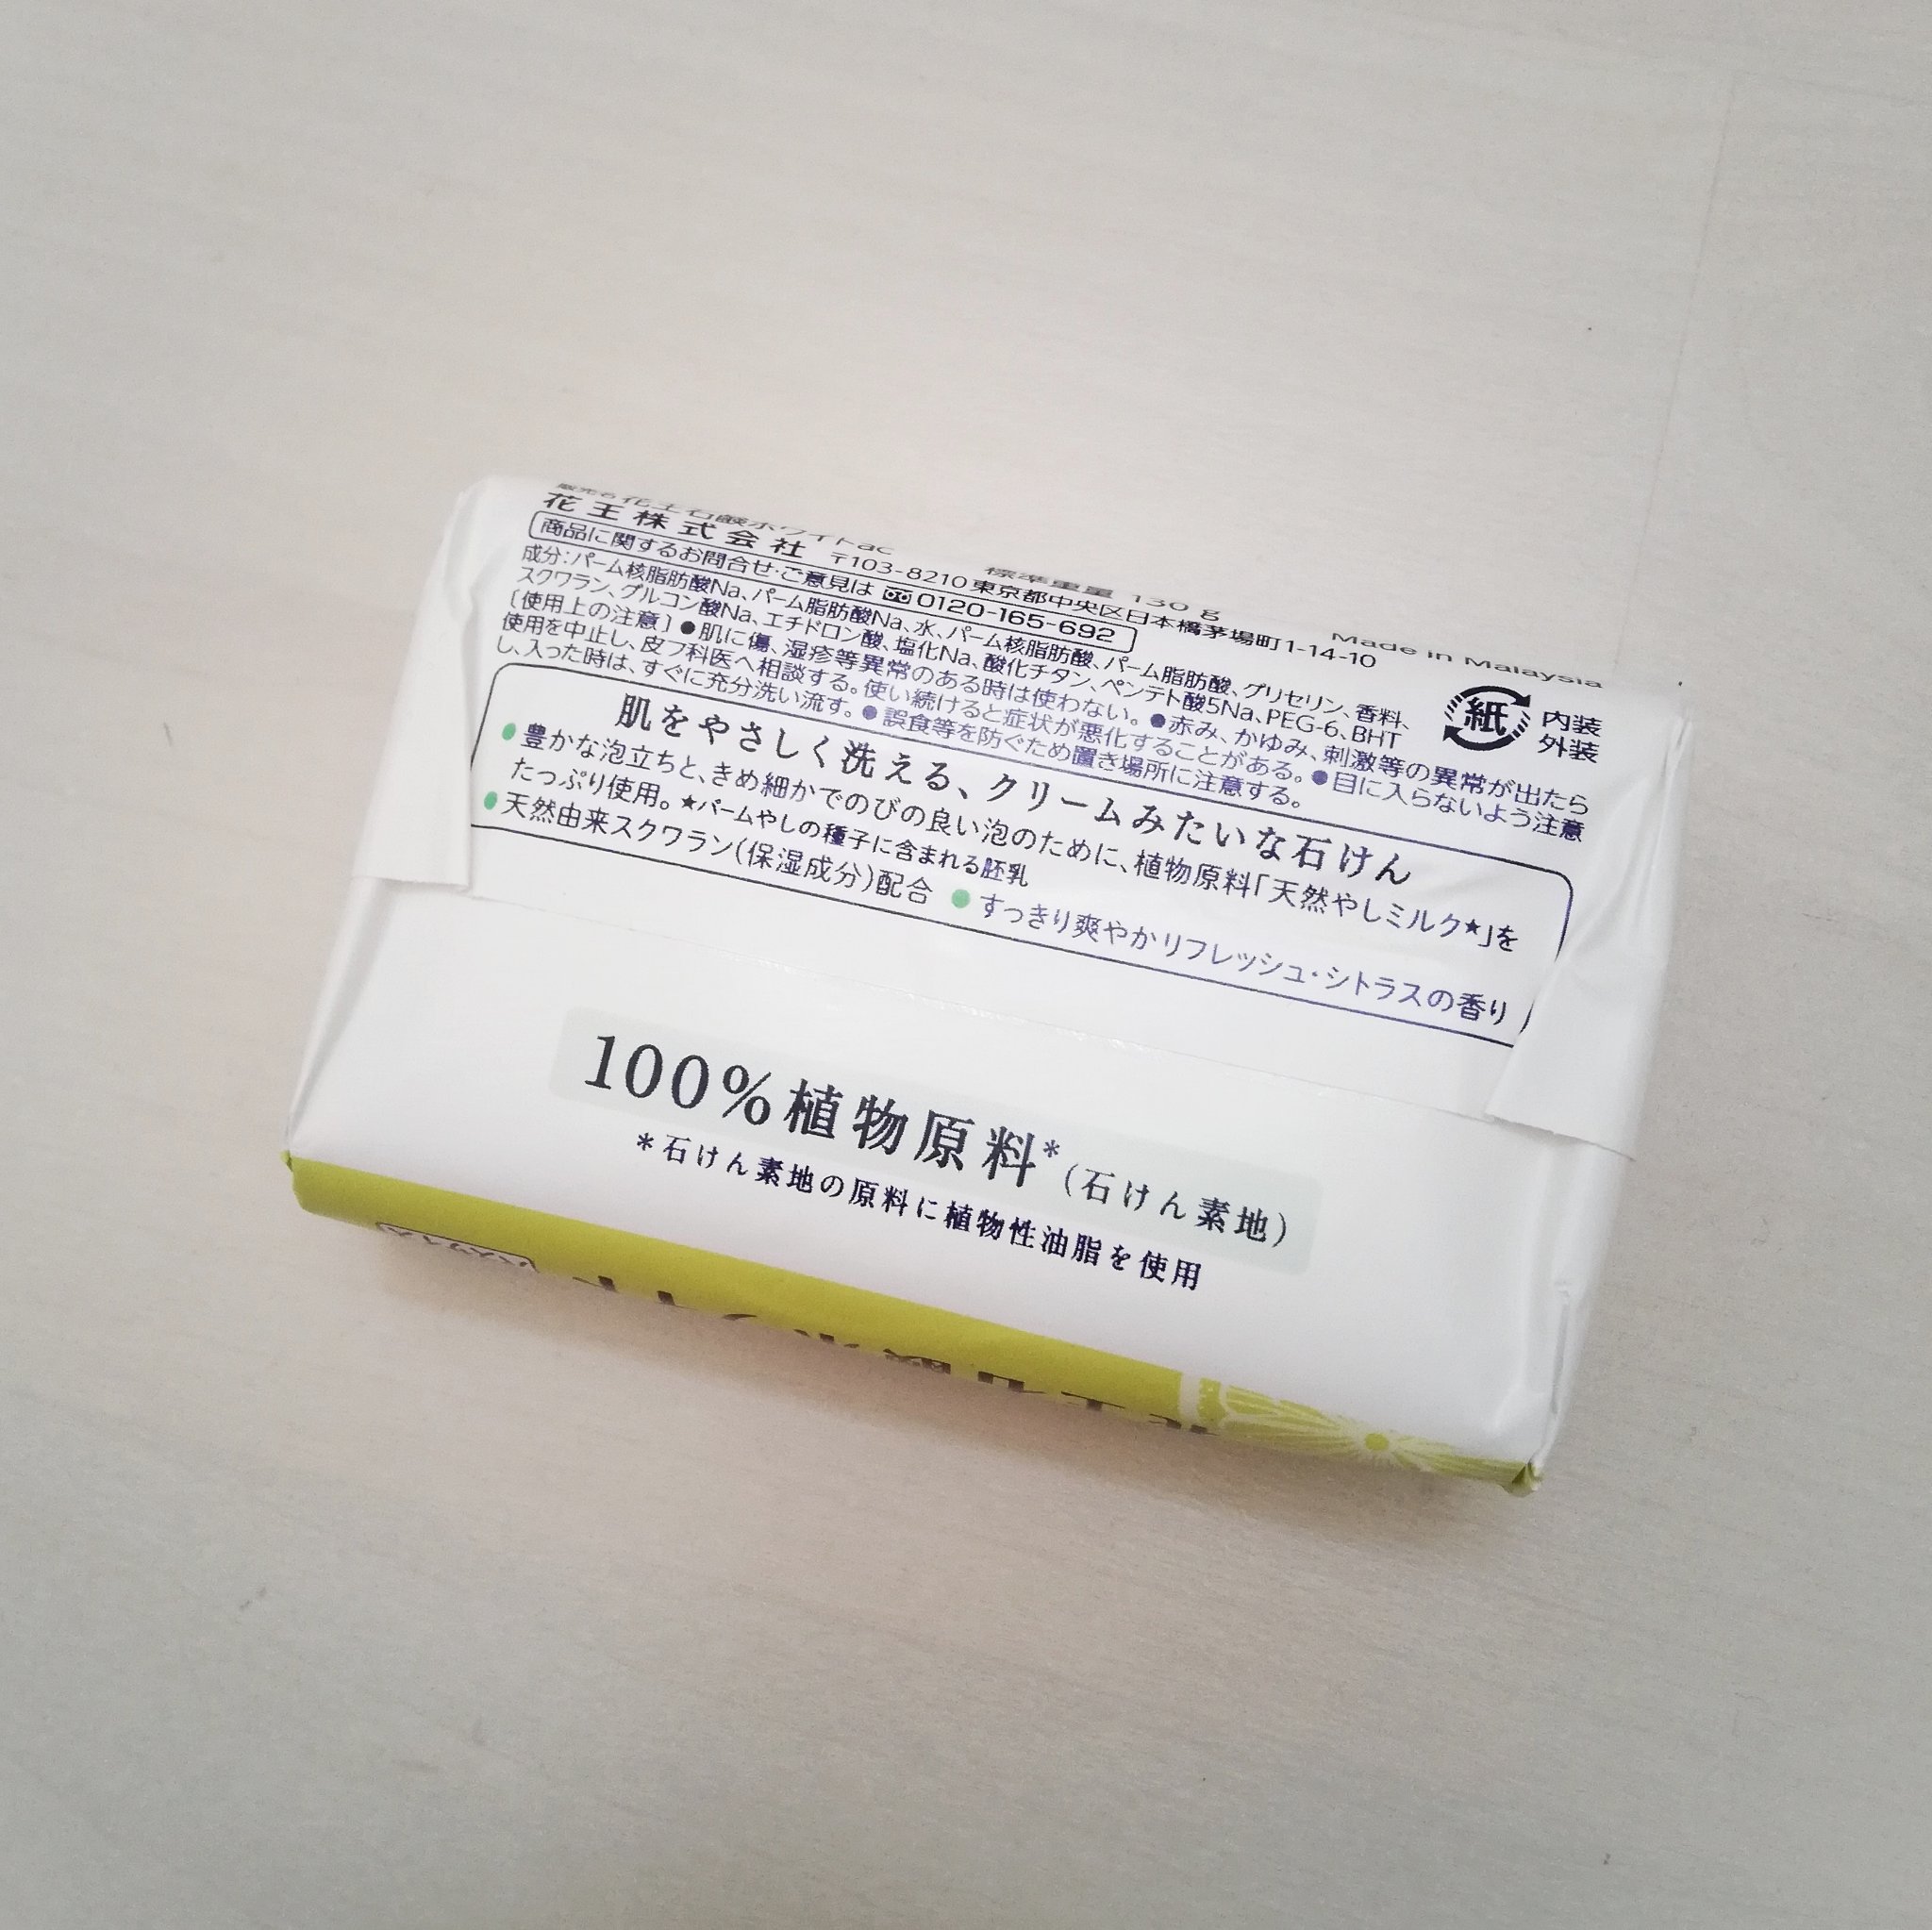 販売名 花王石鹸ホワイトac
標準重量 130 g
Made in Malaysia
花王株式会社 〒103-8210 東京都中央区日本橋茅場町1-14-10
商品に関するお問合せ・ご意見は 0120-165-692
成分：パーム核脂肪酸Na、パーム脂肪酸Na、水、パーム核脂肪酸、パーム脂肪酸、グリセリン、香料、
スクワラン、グルコン酸Na、エチドロン酸、塩化Na、酸化チタン、ペンテト酸5Na、PEG-6、BHT
紙 内装
外装
〔使用上の注意〕●肌に傷、湿疹等異常のある時は使わない。●赤み、かゆみ、刺激等の異常が出たら
使用を中止し、皮フ科医へ相談する。使い続けると症状が悪化することがある。●目に入らないよう注意
し、入った時は、すぐに充分洗い流す。●誤食等を防ぐため置き場所に注意する。
肌をやさしく洗える、クリームみたいな石けん
●豊かな泡立ちと、きめ細かでのびの良い泡のために、植物原料「天然やしミルク★」を
たっぷり使用。★パームやしの種子に含まれる胚乳
●天然由来スクワラン(保湿成分)配合 ●すっきり爽やかリフレッシュ・シトラスの香り
100%植物原料*(石けん素地)
*石けん素地の原料に植物性油脂を使用